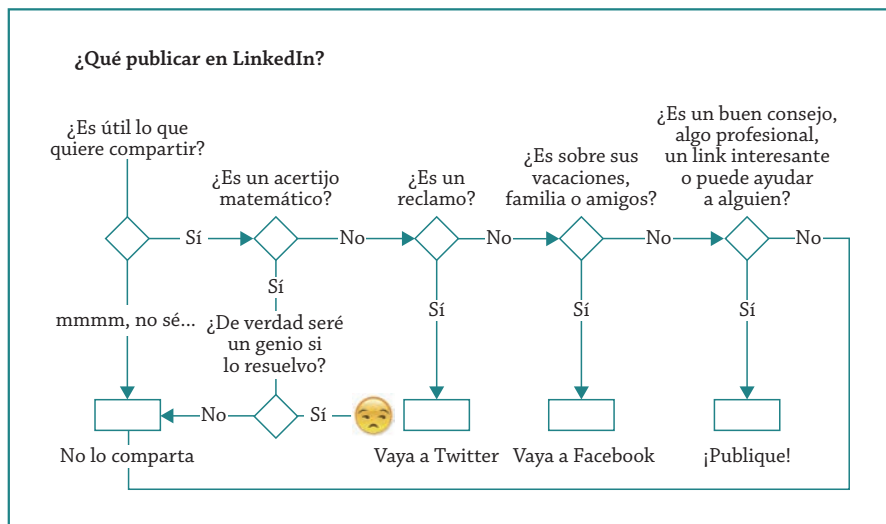 ¿Qué publicar en LinkedIn?
¿Es útil lo que
quiere compartir?
¿Es un acertijo
matemático?
¿Es un
reclamo?
¿Es sobre sus
vacaciones,
familia o amigos?
¿Es un buen consejo,
algo profesional,
un link interesante
o puede ayudar
a alguien?
Sí
No
No
No
No
mmmm, no sé...
Sí
¿De verdad seré
un genio si
lo resuelvo?
Sí
Sí
Sí
No
Sí
No lo comparta
Vaya a Twitter
Vaya a Facebook
¡Publique!